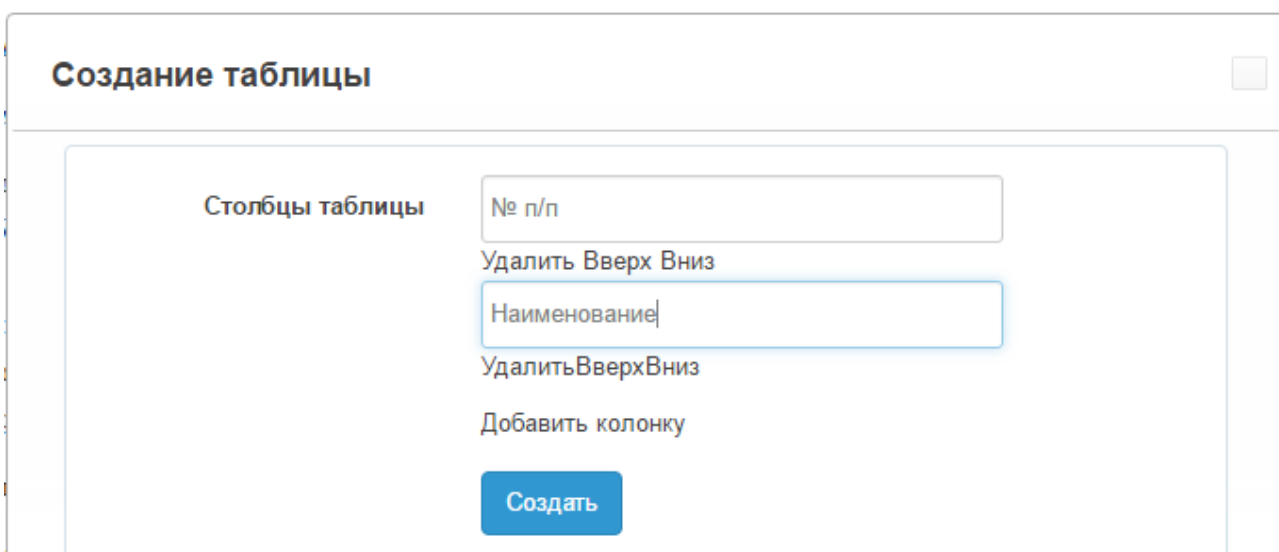 Создание таблицы
Столбцы таблицы
№ п/п
Удалить Вверх Вниз
Наименование
УдалитьВверхВниз
Добавить колонку
Создать